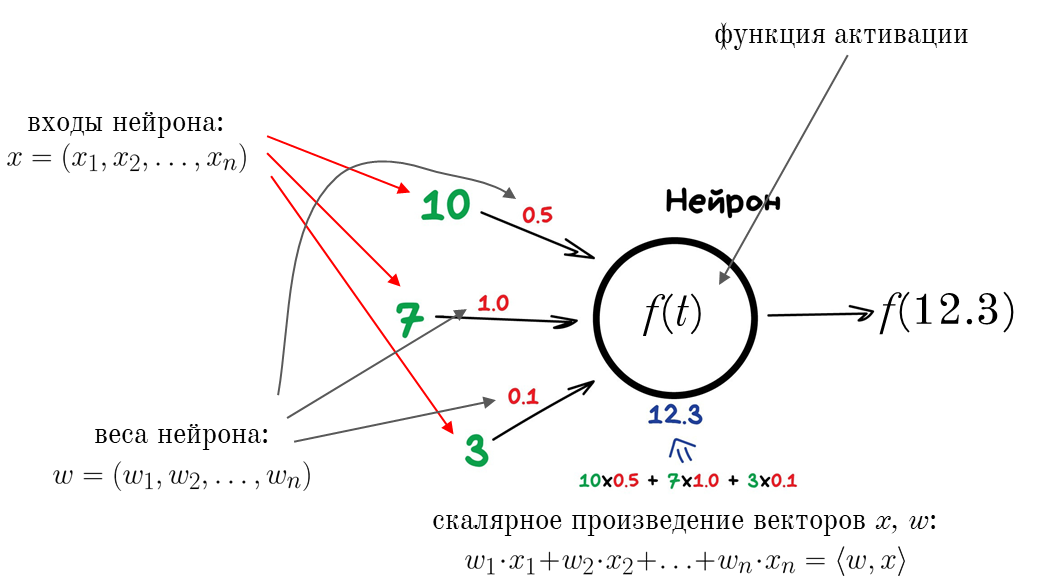 функция активации
входы нейрона:
x = (x₁, x₂, . . . , xₙ)
10
0.5
Нейрон
7
1.0
f(t)
f(12.3)
0.1
3
12.3
веса нейрона:
w = (w₁, w₂, . . . , wₙ)
10x0.5 + 7x1.0 + 3x0.1
скалярное произведение векторов x, w:
w₁·x₁+w₂·x₂+. . .+wₙ·xₙ = ⟨w, x⟩